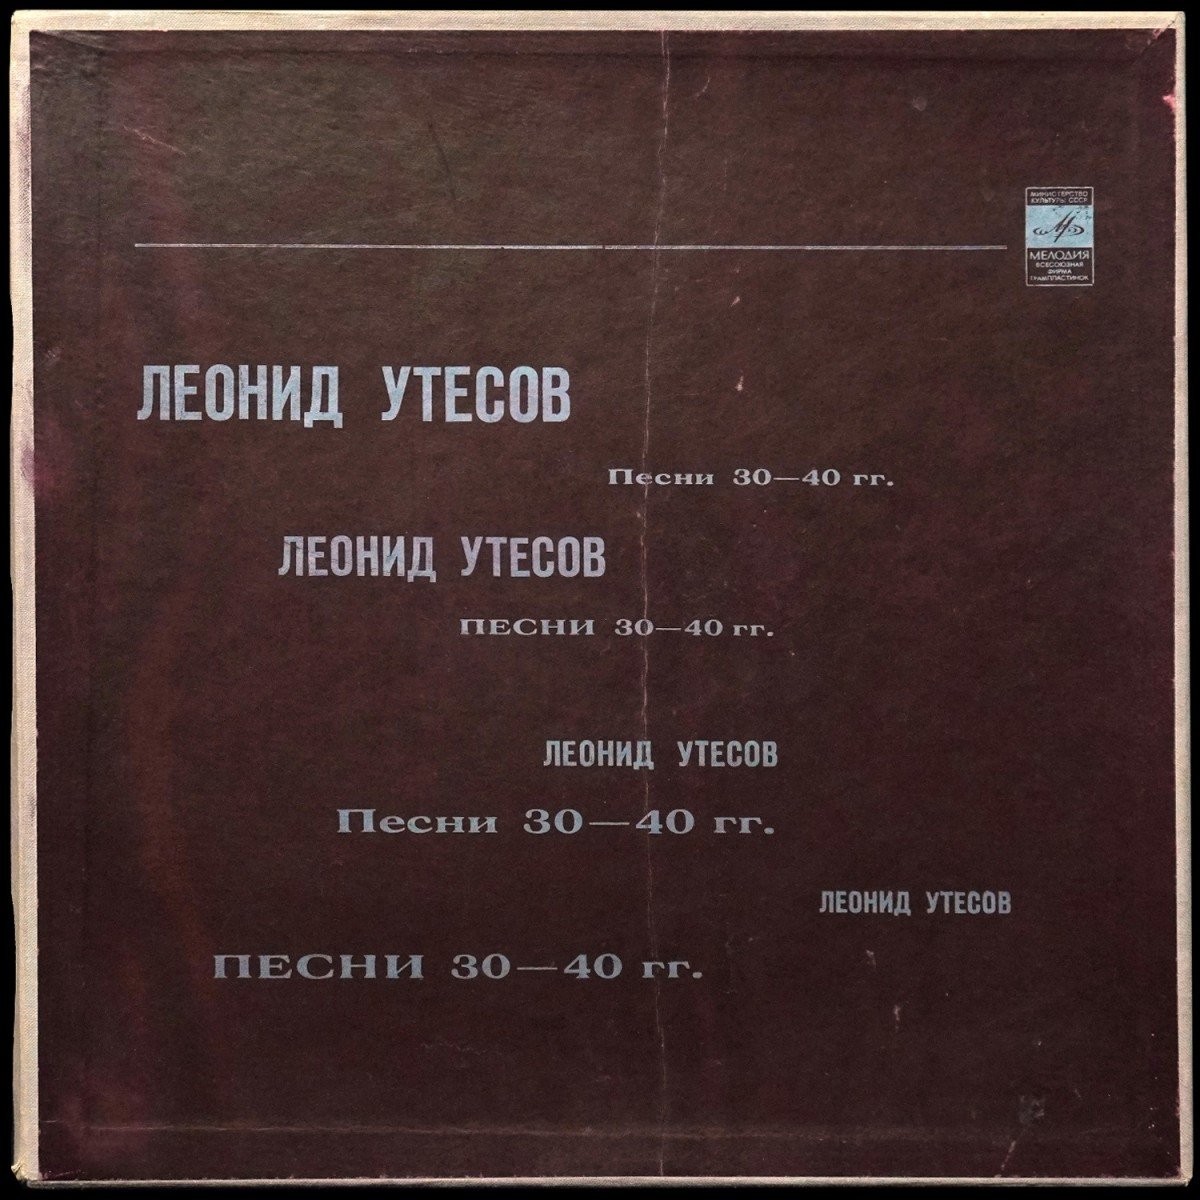 МИНИСТЕРСТВО
КУЛЬТУРЫ СССР
МЕЛОДИЯ
ВСЕСОЮЗНАЯ
ФИРМА
ГРАМПЛАСТИНОК
ЛЕОНИД УТЕСОВ
Песни 30—40 гг.
ЛЕОНИД УТЕСОВ
ПЕСНИ 30—40 гг.
ЛЕОНИД УТЕСОВ
Песни 30—40 гг.
ЛЕОНИД УТЕСОВ
ПЕСНИ 30—40 гг.